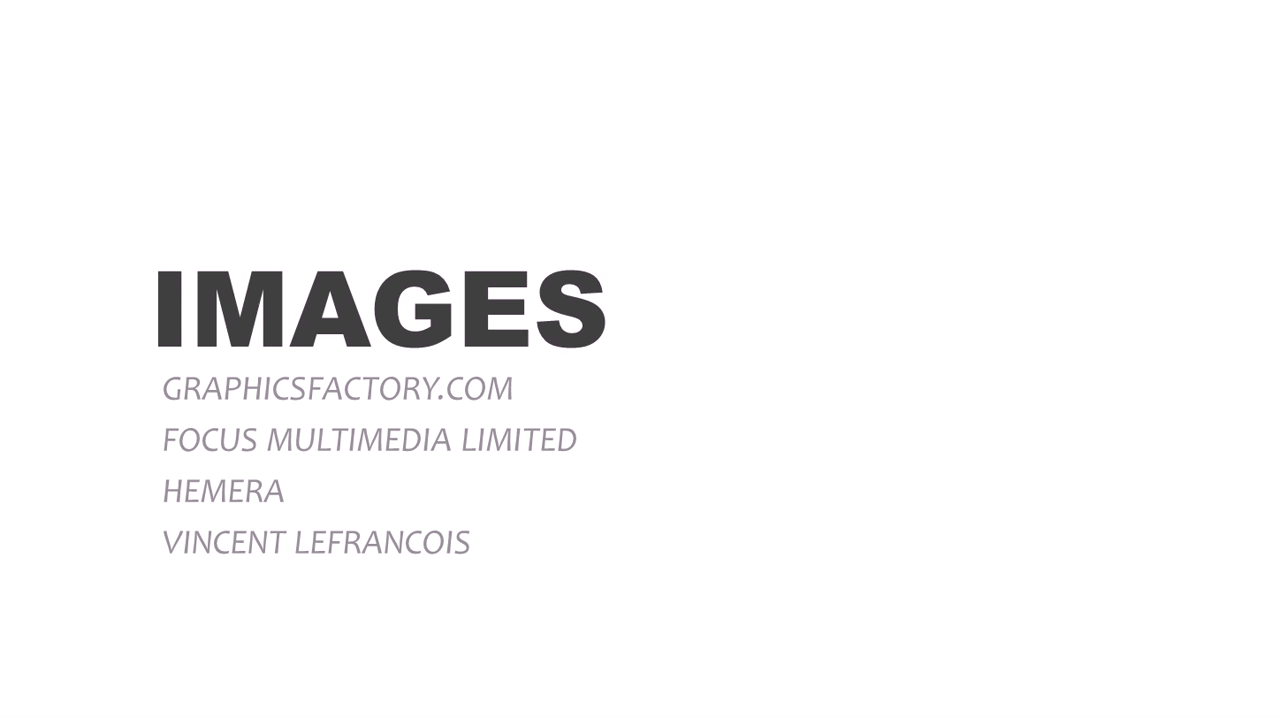 IMAGES
GRAPHICSFACTORY.COM
FOCUS MULTIMEDIA LIMITED
HEMERA
VINCENT LEFRANCOIS